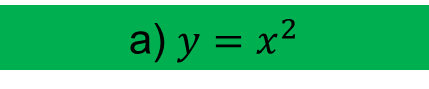 a) y = x²